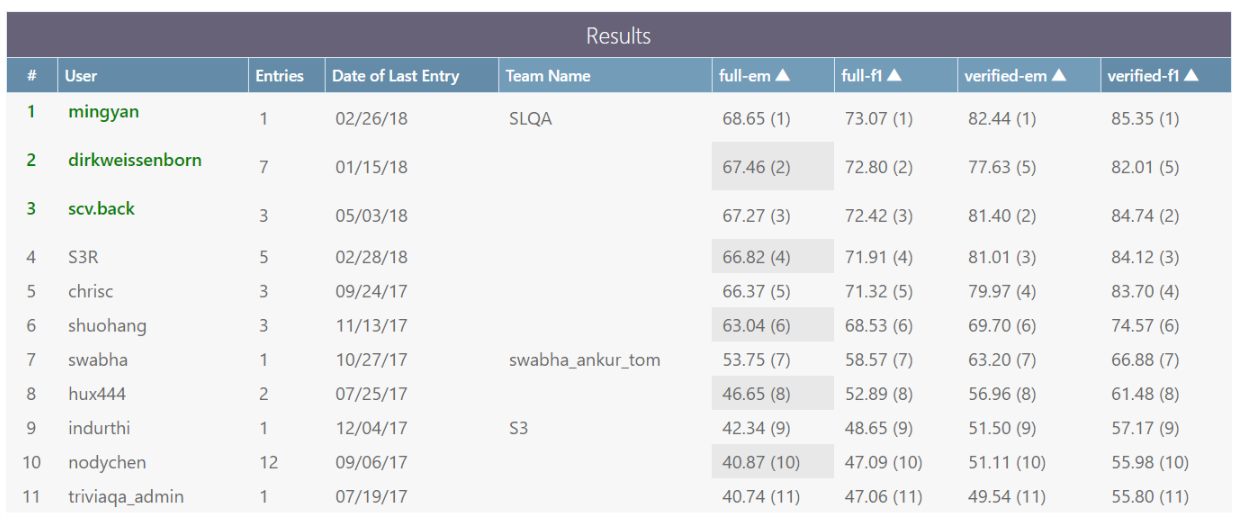 Results
# User Entries Date of Last Entry Team Name full-em ▲ full-f1 ▲ verified-em ▲ verified-f1 ▲
1 mingyan 1 02/26/18 SLQA 68.65 (1) 73.07 (1) 82.44 (1) 85.35 (1)
2 dirkweissenborn 7 01/15/18 67.46 (2) 72.80 (2) 77.63 (5) 82.01 (5)
3 scv.back 3 05/03/18 67.27 (3) 72.42 (3) 81.40 (2) 84.74 (2)
4 S3R 5 02/28/18 66.82 (4) 71.91 (4) 81.01 (3) 84.12 (3)
5 chrisc 3 09/24/17 66.37 (5) 71.32 (5) 79.97 (4) 83.70 (4)
6 shuohang 3 11/13/17 63.04 (6) 68.53 (6) 69.70 (6) 74.57 (6)
7 swabha 1 10/27/17 swabha_ankur_tom 53.75 (7) 58.57 (7) 63.20 (7) 66.88 (7)
8 hux444 2 07/25/17 46.65 (8) 52.89 (8) 56.96 (8) 61.48 (8)
9 indurthi 1 12/04/17 S3 42.34 (9) 48.65 (9) 51.50 (9) 57.17 (9)
10 nodychen 12 09/06/17 40.87 (10) 47.09 (10) 51.11 (10) 55.98 (10)
11 triviaqa_admin 1 07/19/17 40.74 (11) 47.06 (11) 49.54 (11) 55.80 (11)